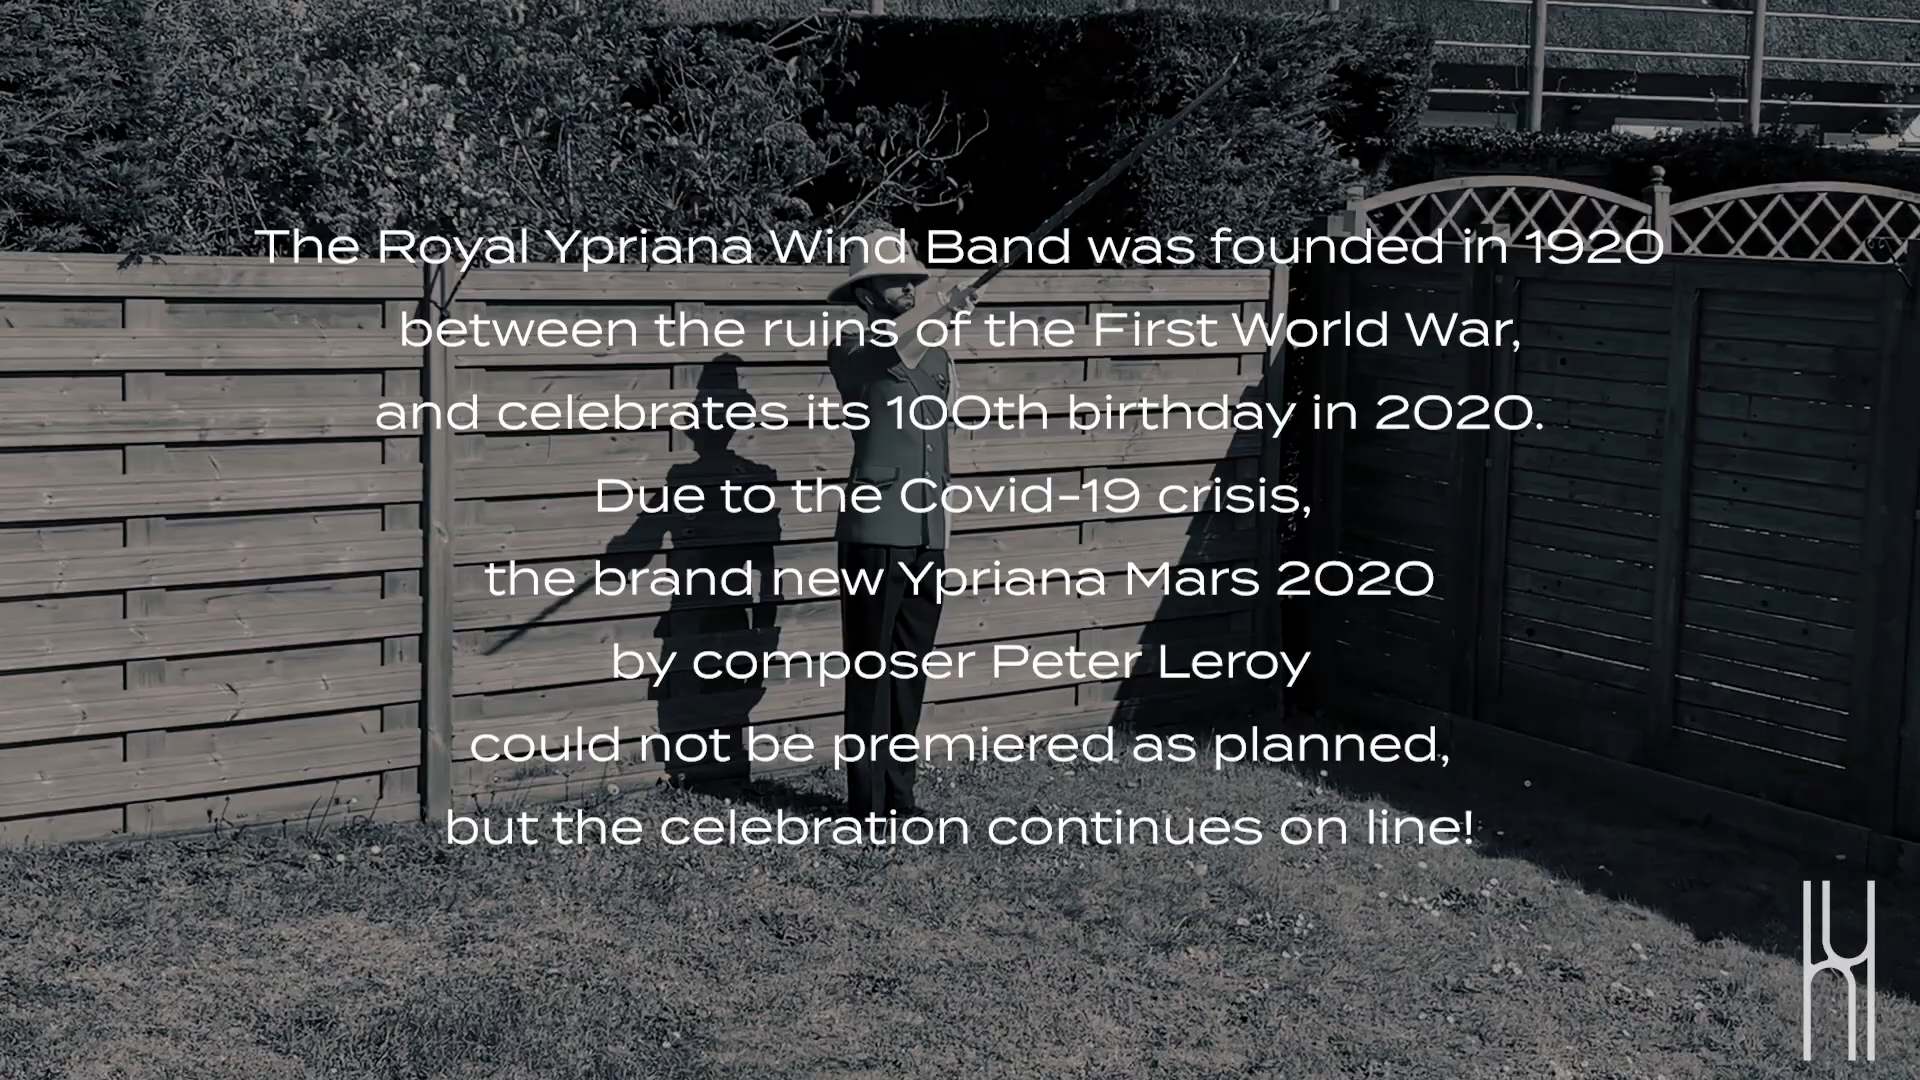 The Royal Ypriana Wind Band was founded in 1920
between the ruins of the First World War,
and celebrates its 100th birthday in 2020.
Due to the Covid-19 crisis,
the brand new Ypriana Mars 2020
by composer Peter Leroy
could not be premiered as planned,
but the celebration continues on line!